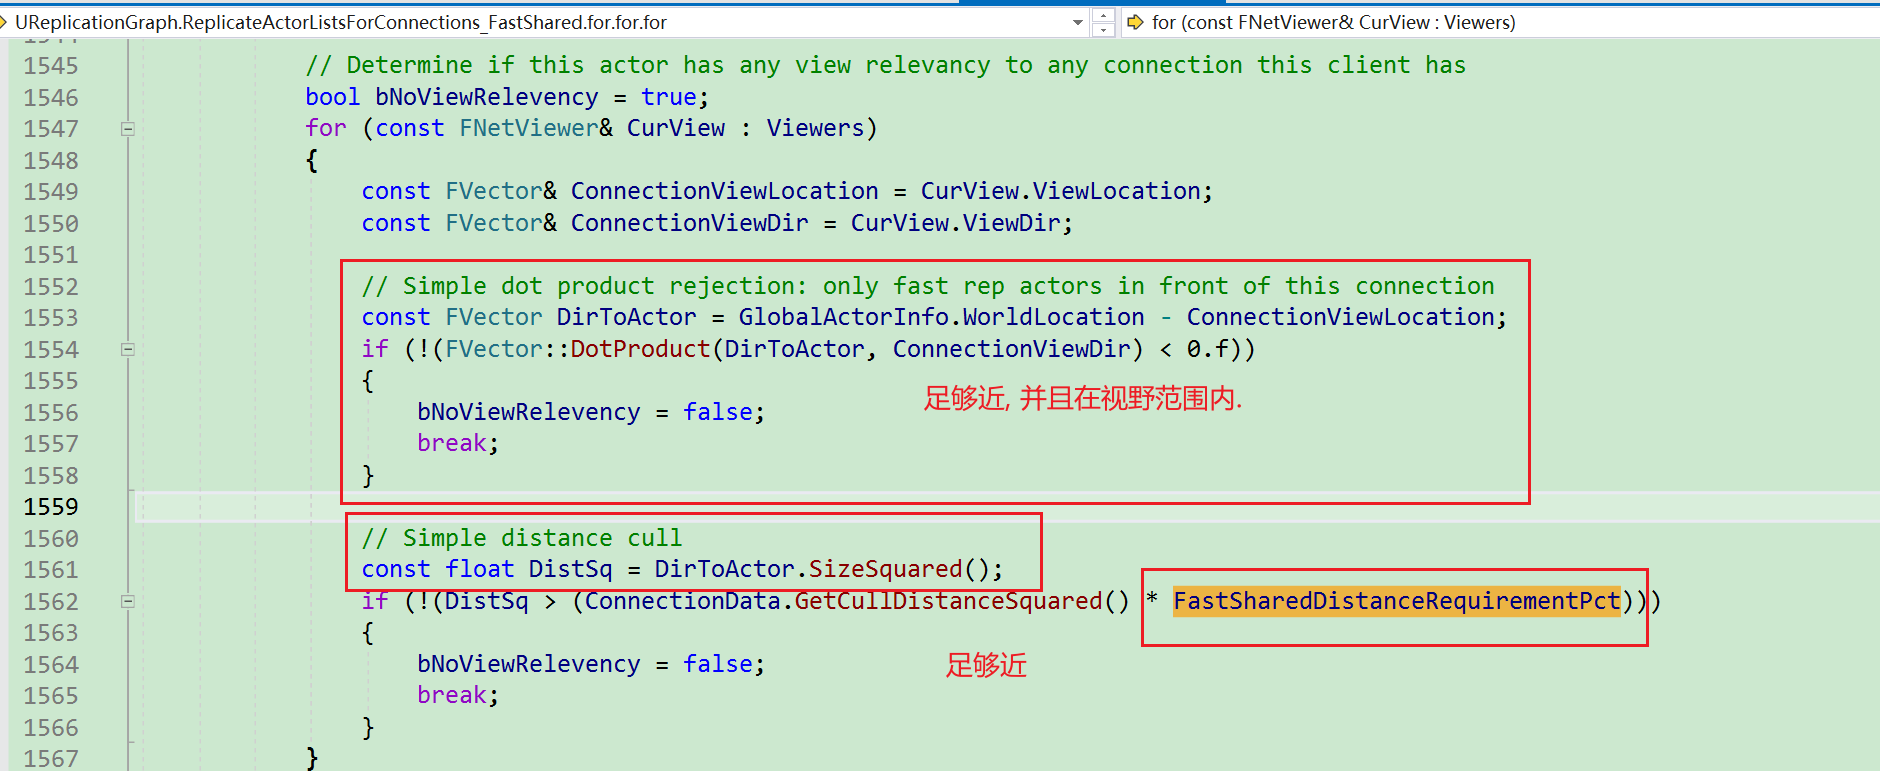 UReplicationGraph.ReplicateActorListsForConnections_FastShared.for.for.for
for (const FNetViewer& CurView : Viewers)
1544
1545 // Determine if this actor has any view relevancy to any connection this client has
1546 bool bNoViewRelevency = true;
1547 for (const FNetViewer& CurView : Viewers)
1548 {
1549 const FVector& ConnectionViewLocation = CurView.ViewLocation;
1550 const FVector& ConnectionViewDir = CurView.ViewDir;
1551
1552 // Simple dot product rejection: only fast rep actors in front of this connection
1553 const FVector DirToActor = GlobalActorInfo.WorldLocation - ConnectionViewLocation;
1554 if (!(FVector::DotProduct(DirToActor, ConnectionViewDir) < 0.f))
1555 {
足够近, 并且在视野范围内.
1556 bNoViewRelevency = false;
1557 break;
1558 }
1559
1560 // Simple distance cull
1561 const float DistSq = DirToActor.SizeSquared();
1562 if (!(DistSq > (ConnectionData.GetCullDistanceSquared() * FastSharedDistanceRequirementPct)))
1563 {
1564 bNoViewRelevency = false;
足够近
1565 break;
1566 }
1567 }